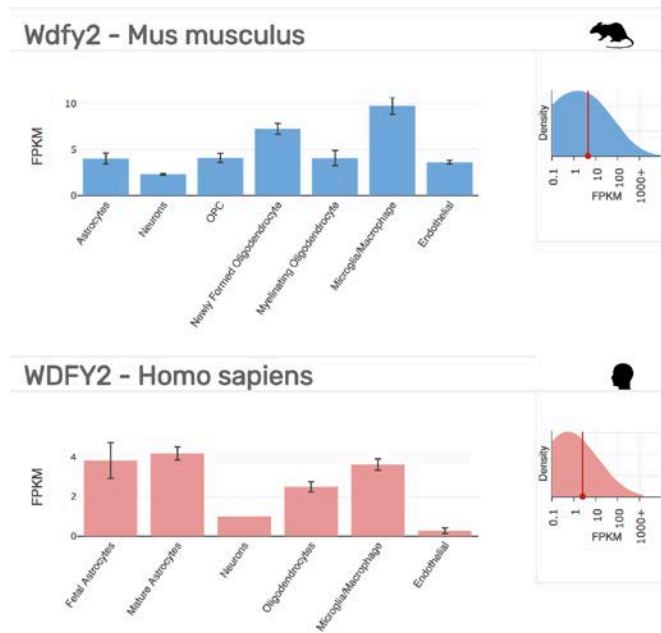 Wdfy2 - Mus musculus
FPKM
10
5
0
Astrocytes
Neurons
OPC
Newly Formed Oligodendrocyte
Myelinating Oligodendrocyte
Microglia/Macrophage
Endothelial
Density
0.1
1
10
100
1000+
FPKM
WDFY2 - Homo sapiens
FPKM
4
2
0
Fetal Astrocytes
Mature Astrocytes
Neurons
Oligodendrocytes
Microglia/Macrophage
Endothelial
Density
0.1
1
10
100
1000+
FPKM